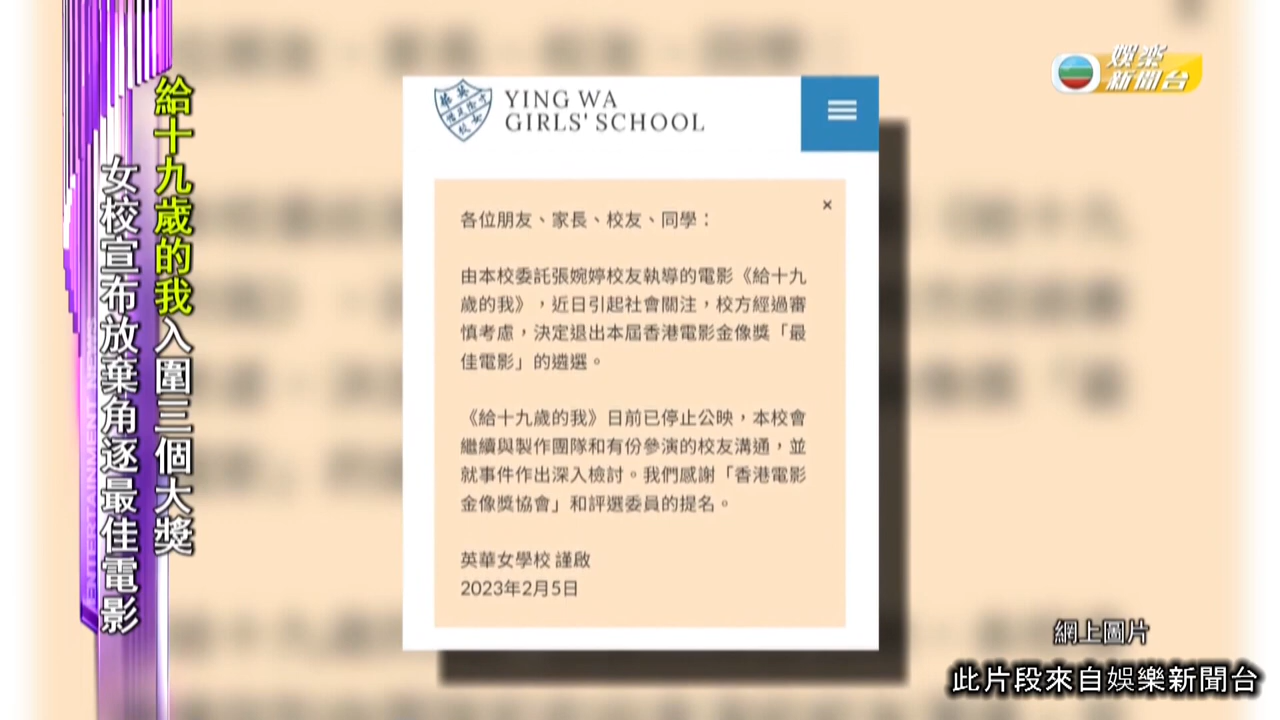 給十九歲的我入圍三個大獎
女校宣布放棄角逐最佳電影
ENTERTAINMENT NEWS
娛樂
新聞台
YING WA
GIRLS' SCHOOL
各位朋友、家長、校友、同學：
由本校委託張婉婷校友執導的電影《給十九
歲的我》，近日引起社會關注，校方經過審
慎考慮，決定退出本屆香港電影金像獎「最
佳電影」的遴選。
《給十九歲的我》日前已停止公映，本校會
繼續與製作團隊和有份參演的校友溝通，並
就事件作出深入檢討。我們感謝「香港電影
金像獎協會」和評選委員的提名。
英華女學校 謹啟
2023年2月5日
網上圖片
此片段來自娛樂新聞台